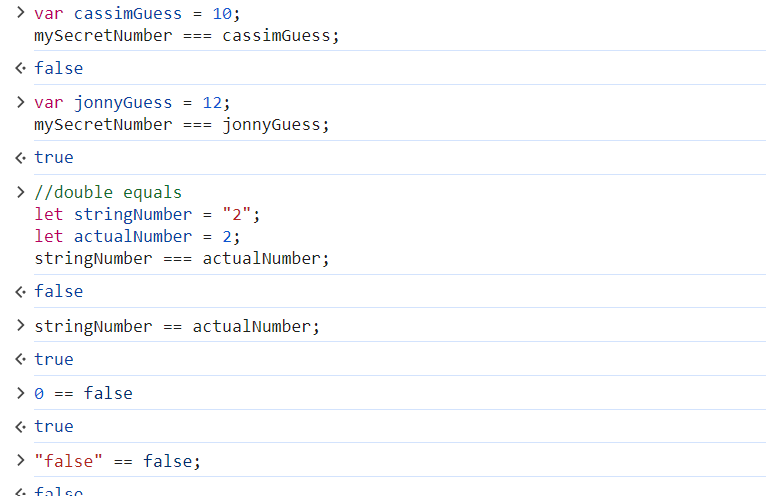 > var cassimGuess = 10;
mySecretNumber === cassimGuess;
false
> var jonnyGuess = 12;
mySecretNumber === jonnyGuess;
true
> //double equals
let stringNumber = "2";
let actualNumber = 2;
stringNumber === actualNumber;
false
> stringNumber == actualNumber;
true
> 0 == false
true
> "false" == false;
false